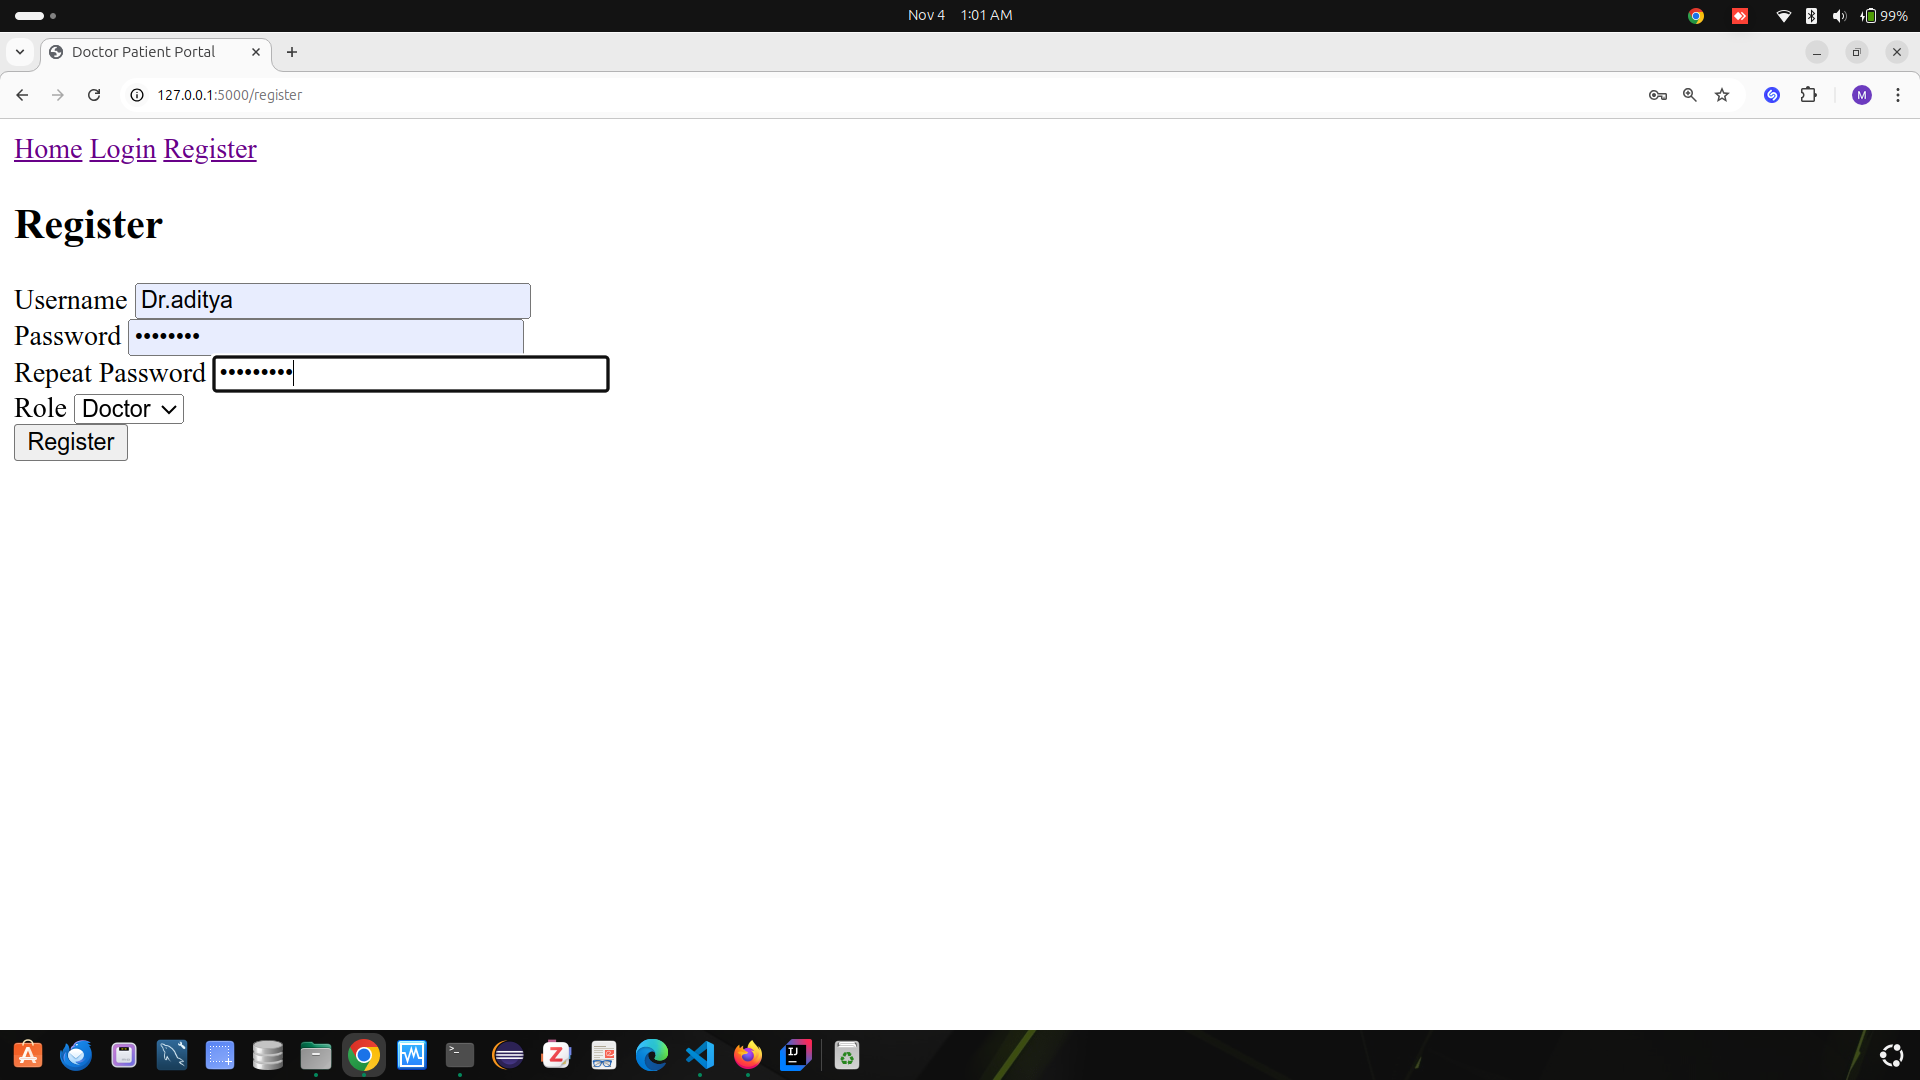 Nov 4 1:01 AM
99%
Doctor Patient Portal
127.0.0.1:5000/register
M
Home Login Register
Register
Username Dr.aditya
Password ••••••••
Repeat Password •••••••••
Role Doctor
Register